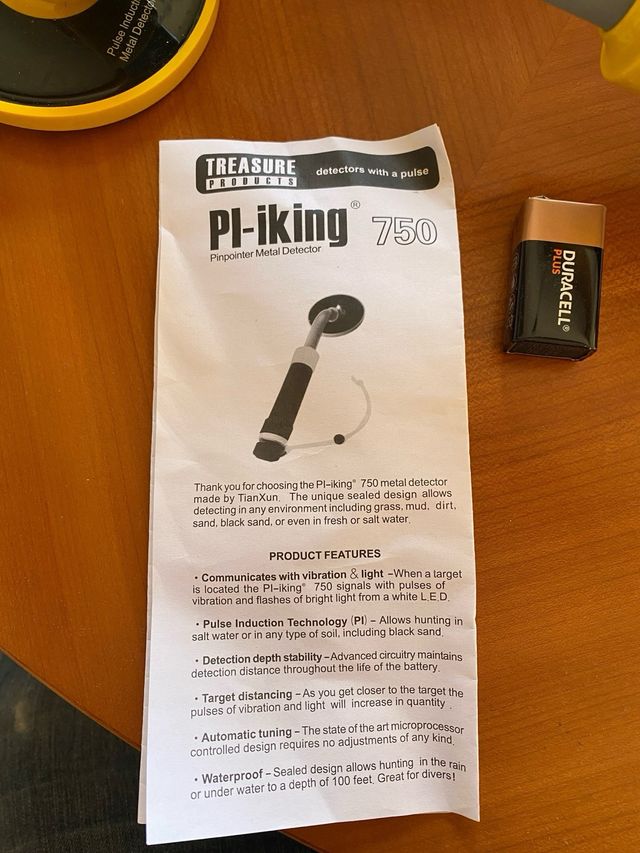 Pulse Induct
Metal Detecto
TREASURE
PRODUCTS
detectors with a pulse
PI-iking® 750
Pinpointer Metal Detector
DURACELL®
PLUS
Thank you for choosing the PI-iking® 750 metal detector
made by TianXun. The unique sealed design allows
detecting in any environment including grass, mud, dirt,
sand, black sand, or even in fresh or salt water.
PRODUCT FEATURES
· Communicates with vibration & light –When a target
is located the PI-iking® 750 signals with pulses of
vibration and flashes of bright light from a white L.E.D.
· Pulse Induction Technology (PI) – Allows hunting in
salt water or in any type of soil, including black sand.
· Detection depth stability – Advanced circuitry maintains
detection distance throughout the life of the battery.
· Target distancing – As you get closer to the target the
pulses of vibration and light will increase in quantity .
· Automatic tuning – The state of the art microprocessor
controlled design requires no adjustments of any kind.
· Waterproof – Sealed design allows hunting in the rain
or under water to a depth of 100 feet. Great for divers!